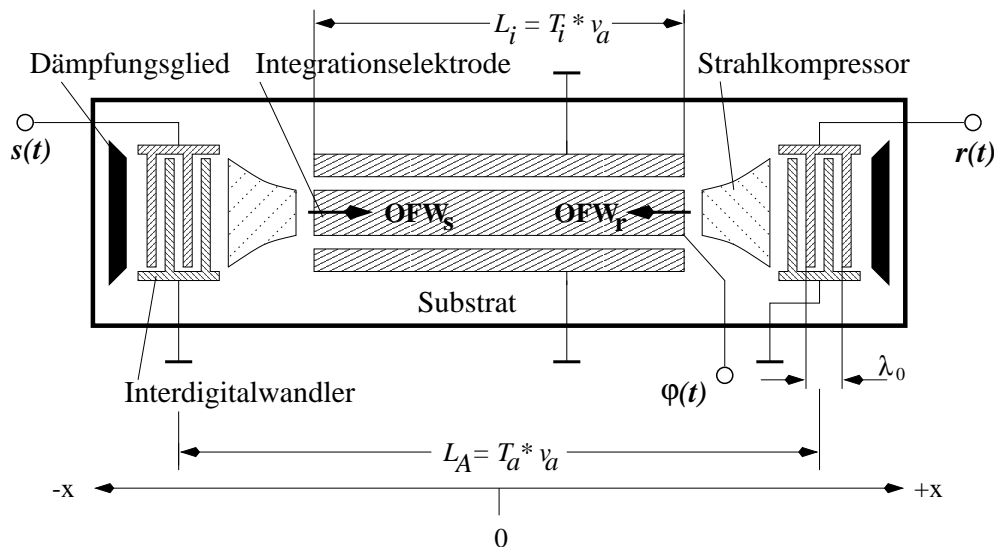 L_i = T_i * v_a
Dämpfungsglied
Integrationselektrode
Strahlkompressor
s(t)
r(t)
OFW_s
OFW_r
Substrat
Interdigitalwandler
φ(t)
λ_0
L_A = T_a * v_a
-x
+x
0